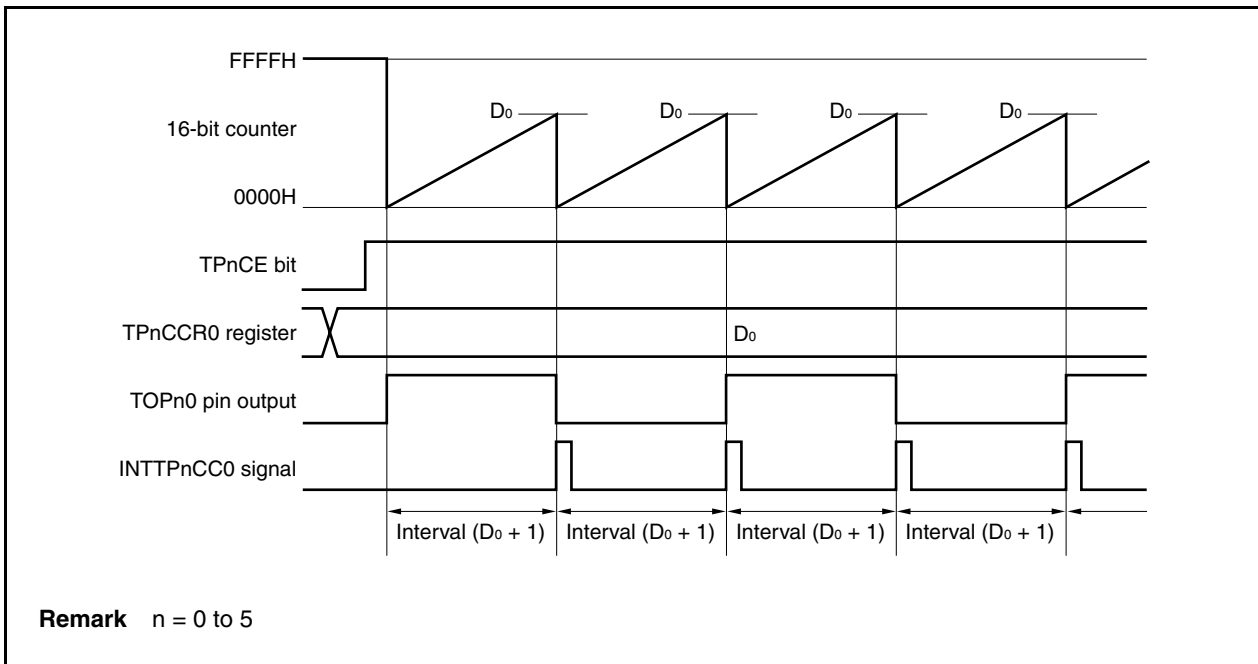 FFFFH
16-bit counter
0000H
D0 D0 D0 D0
TPnCE bit
TPnCCR0 register
D0
TOPn0 pin output
INTTPnCC0 signal
Interval (D0 + 1) Interval (D0 + 1) Interval (D0 + 1) Interval (D0 + 1)
Remark n = 0 to 5